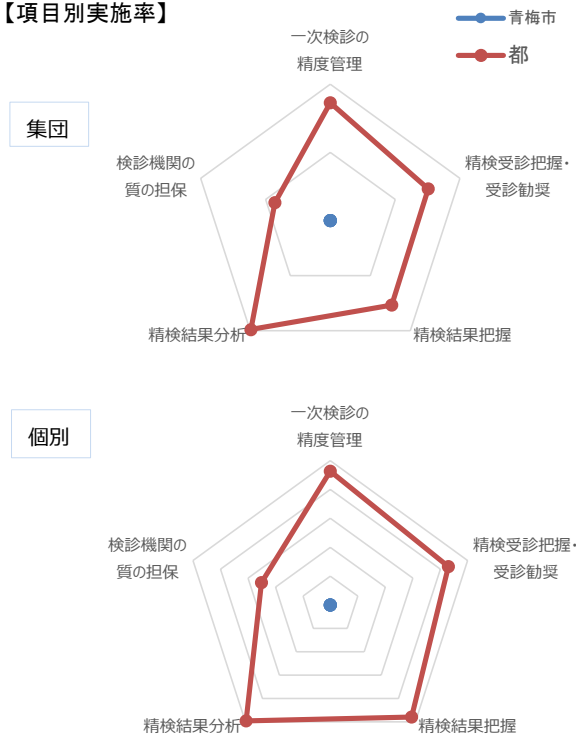 【項目別実施率】
青梅市
都
集団
一次検診の
精度管理
精検受診把握・
受診勧奨
精検結果把握
精検結果分析
検診機関の
質の担保
個別
一次検診の
精度管理
精検受診把握・
受診勧奨
精検結果把握
精検結果分析
検診機関の
質の担保